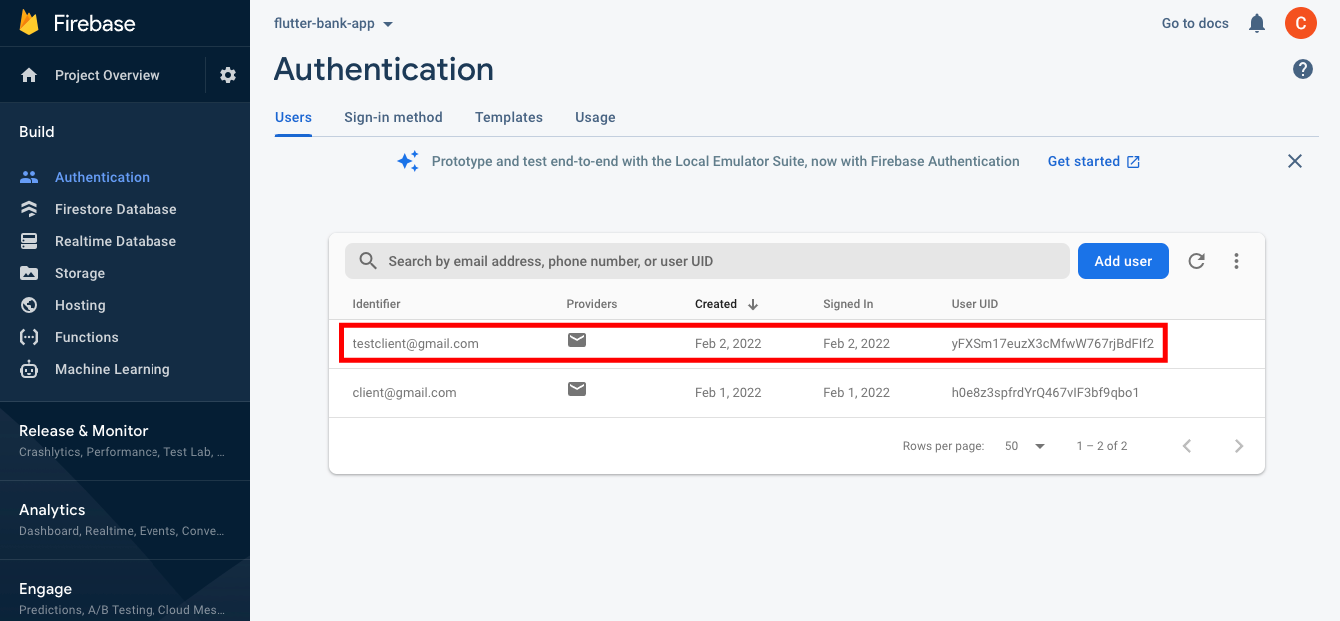 Firebase
Project Overview
Build
Authentication
Firestore Database
Realtime Database
Storage
Hosting
Functions
Machine Learning
Release & Monitor
Crashlytics, Performance, Test Lab, ...
Analytics
Dashboard, Realtime, Events, Conve...
Engage
Predictions, A/B Testing, Cloud Mes...
flutter-bank-app
Go to docs
C
Authentication
?
Users Sign-in method Templates Usage
Prototype and test end-to-end with the Local Emulator Suite, now with Firebase Authentication Get started
Search by email address, phone number, or user UID Add user
Identifier Providers Created Signed In User UID
testclient@gmail.com Feb 2, 2022 Feb 2, 2022 yFXSm17euzX3cMfwW767rjBdFIf2
client@gmail.com Feb 1, 2022 Feb 1, 2022 h0e8z3spfrdYrQ467vIF3bf9qbo1
Rows per page: 50 1 – 2 of 2